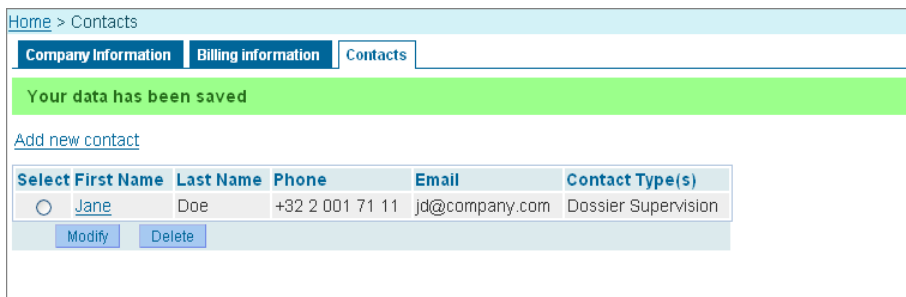 Home > Contacts
Company Information Billing information Contacts
Your data has been saved
Add new contact
Select First Name Last Name Phone Email Contact Type(s)
Jane Doe +32 2 001 71 11 jd@company.com Dossier Supervision
Modify Delete